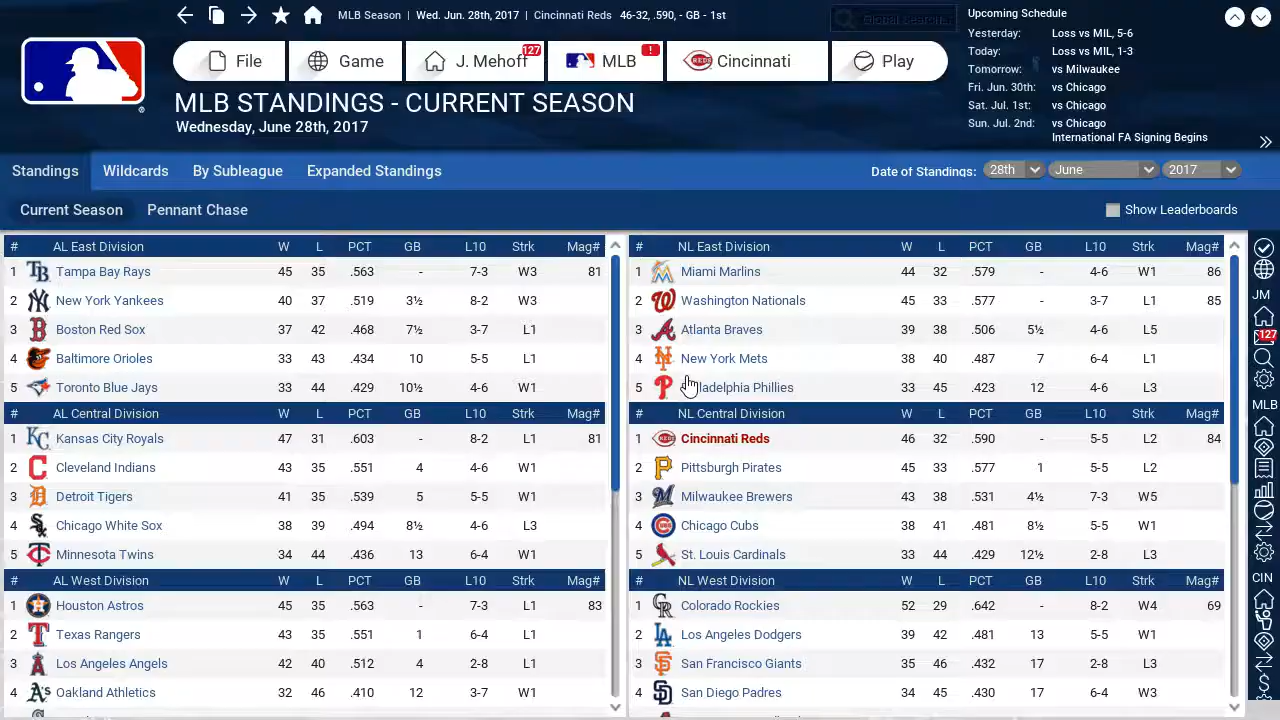 MLB Season | Wed. Jun. 28th, 2017 | Cincinnati Reds 46-32, .590, - GB - 1st
Global Search...
Upcoming Schedule
Yesterday: Loss vs MIL, 5-6
Today: Loss vs MIL, 1-3
Tomorrow: vs Milwaukee
Fri. Jun. 30th: vs Chicago
Sat. Jul. 1st: vs Chicago
Sun. Jul. 2nd: vs Chicago
International FA Signing Begins
File Game J. Mehoff 127 MLB ! Cincinnati Play
MLB STANDINGS - CURRENT SEASON
Wednesday, June 28th, 2017
Standings Wildcards By Subleague Expanded Standings Date of Standings: 28th June 2017
Current Season Pennant Chase Show Leaderboards
# AL East Division W L PCT GB L10 Strk Mag#
1 Tampa Bay Rays 45 35 .563 - 7-3 W3 81
2 New York Yankees 40 37 .519 3½ 8-2 W3
3 Boston Red Sox 37 42 .468 7½ 3-7 L1
4 Baltimore Orioles 33 43 .434 10 5-5 L1
5 Toronto Blue Jays 33 44 .429 10½ 4-6 W1
# AL Central Division W L PCT GB L10 Strk Mag#
1 Kansas City Royals 47 31 .603 - 8-2 L1 81
2 Cleveland Indians 43 35 .551 4 4-6 W1
3 Detroit Tigers 41 35 .539 5 5-5 W1
4 Chicago White Sox 38 39 .494 8½ 4-6 L3
5 Minnesota Twins 34 44 .436 13 6-4 W1
# AL West Division W L PCT GB L10 Strk Mag#
1 Houston Astros 45 35 .563 - 7-3 L1 83
2 Texas Rangers 43 35 .551 1 6-4 L1
3 Los Angeles Angels 42 40 .512 4 2-8 L1
4 Oakland Athletics 32 46 .410 12 3-7 W1
# NL East Division W L PCT GB L10 Strk Mag#
1 Miami Marlins 44 32 .579 - 4-6 W1 86
2 Washington Nationals 45 33 .577 - 3-7 L1 85
3 Atlanta Braves 39 38 .506 5½ 4-6 L5
4 New York Mets 38 40 .487 7 6-4 L1
5 Philadelphia Phillies 33 45 .423 12 4-6 L3
# NL Central Division W L PCT GB L10 Strk Mag#
1 Cincinnati Reds 46 32 .590 - 5-5 L2 84
2 Pittsburgh Pirates 45 33 .577 1 5-5 L2
3 Milwaukee Brewers 43 38 .531 4½ 7-3 W5
4 Chicago Cubs 38 41 .481 8½ 5-5 W1
5 St. Louis Cardinals 33 44 .429 12½ 2-8 L3
# NL West Division W L PCT GB L10 Strk Mag#
1 Colorado Rockies 52 29 .642 - 8-2 W4 69
2 Los Angeles Dodgers 39 42 .481 13 5-5 W1
3 San Francisco Giants 35 46 .432 17 2-8 L3
4 San Diego Padres 34 45 .430 17 6-4 W3
JM
127
MLB
CIN